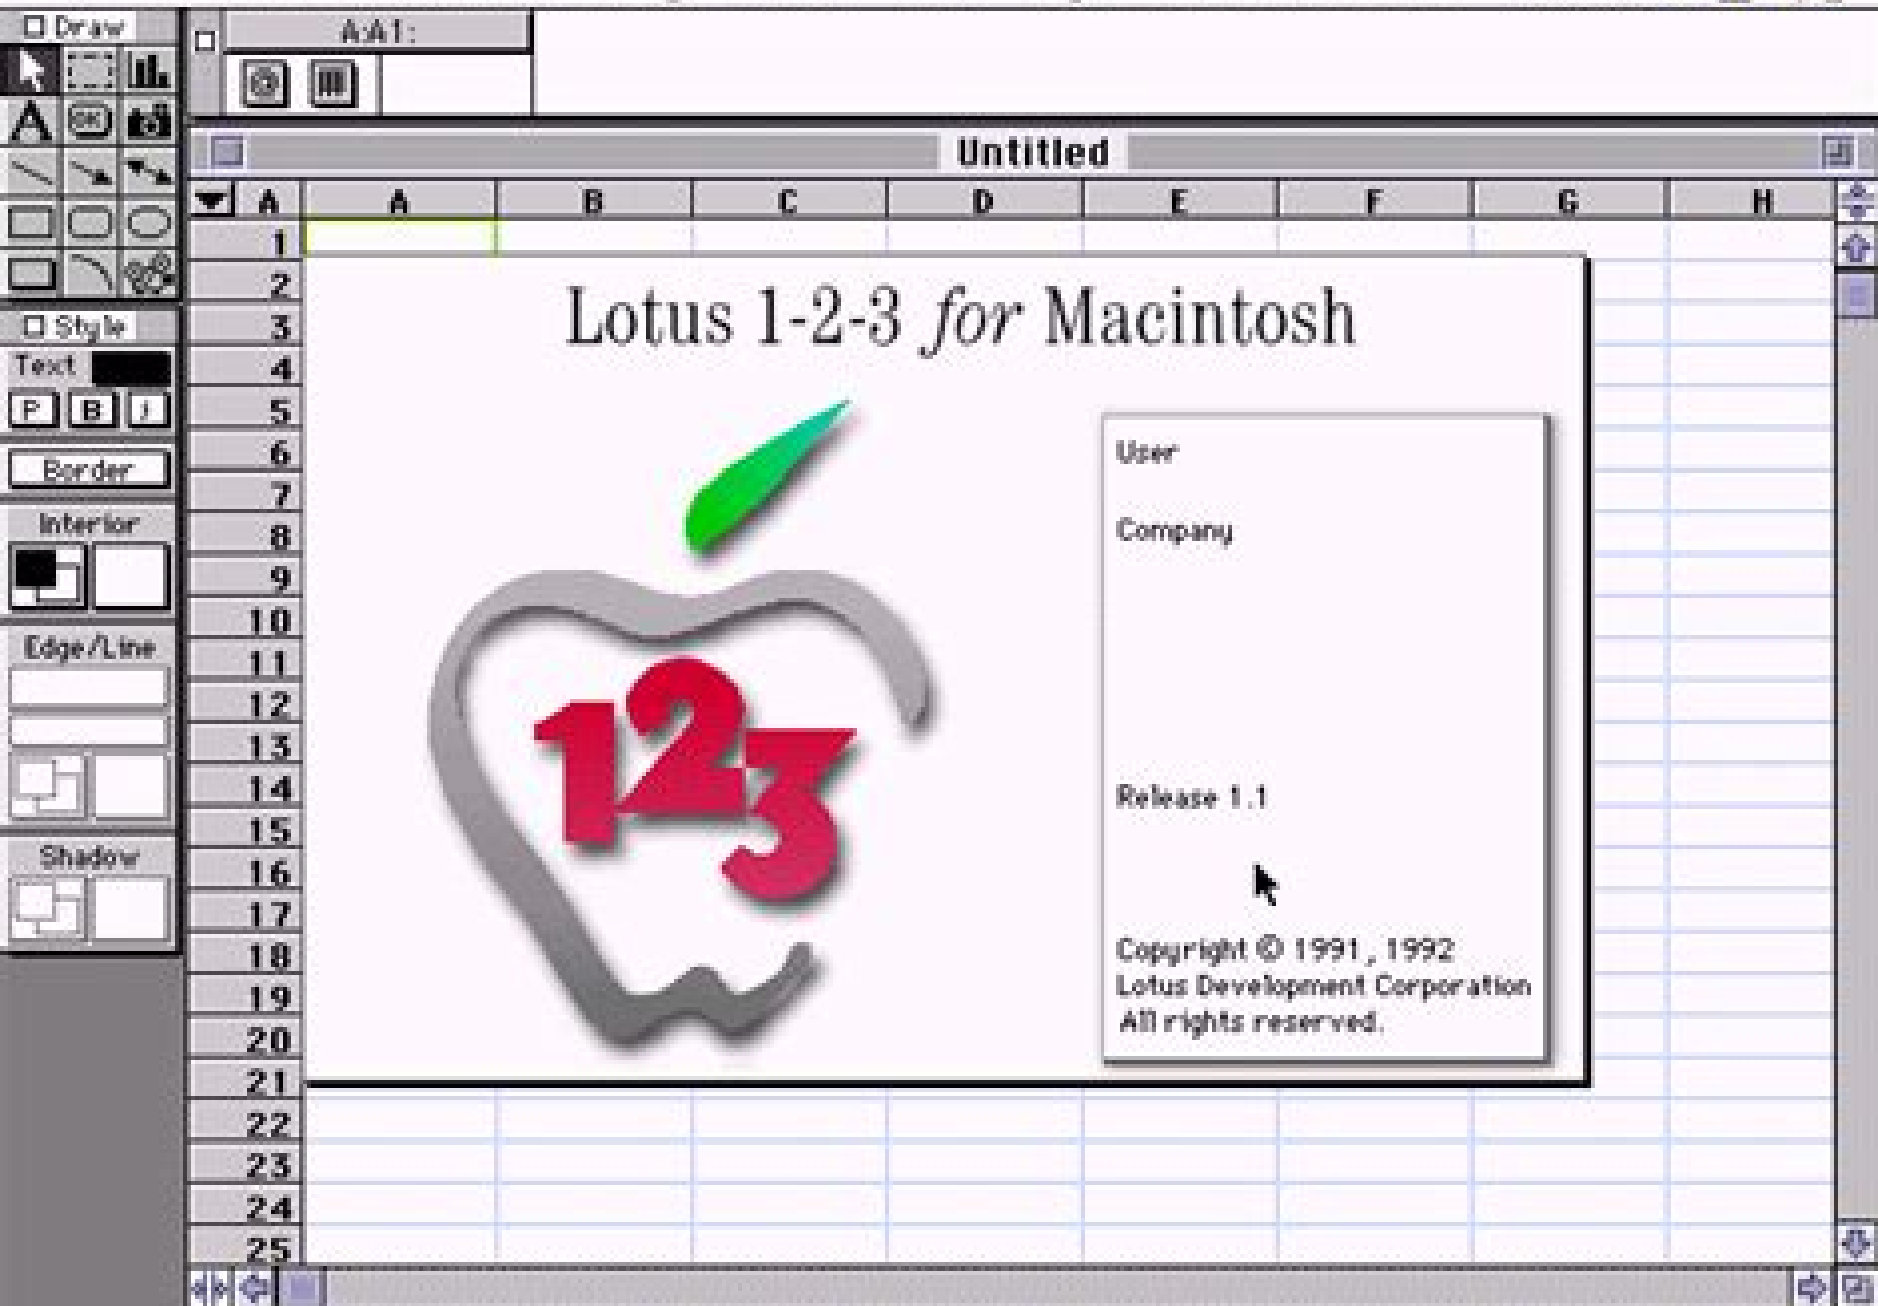 Draw
A:A1:
A
OK
Untitled
A A B C D E F G H
1
2
3
4
5
6
7
8
9
10
11
12
13
14
15
16
17
18
19
20
21
22
23
24
25
Style
Text
P B I
Border
Interior
Edge/Line
Shadow
Lotus 1-2-3 for Macintosh
123
User
Company
Release 1.1
Copyright © 1991, 1992
Lotus Development Corporation
All rights reserved.